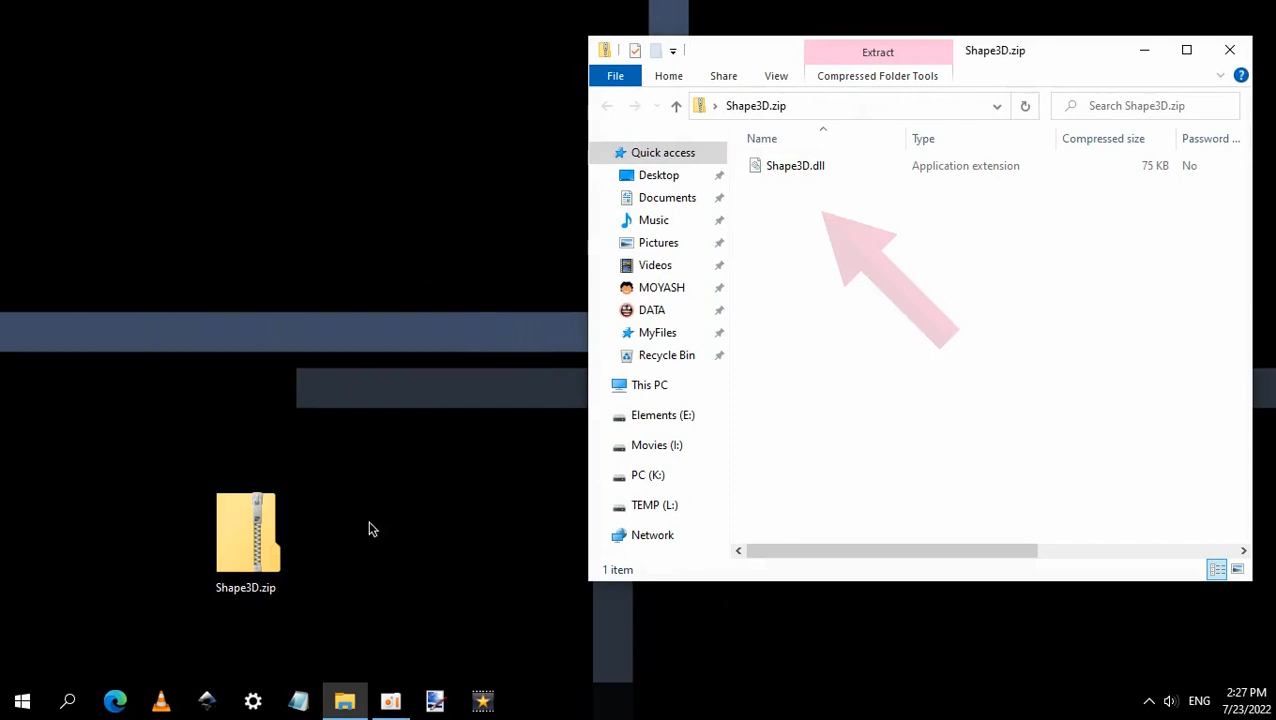 Extract
Shape3D.zip
File
Home
Share
View
Compressed Folder Tools
Shape3D.zip
Search Shape3D.zip
Name
Type
Compressed size
Password ...
Shape3D.dll
Application extension
75 KB
No
Quick access
Desktop
Documents
Music
Pictures
Videos
MOYASH
DATA
MyFiles
Recycle Bin
This PC
Elements (E:)
Movies (I:)
PC (K:)
TEMP (L:)
Network
1 item
Shape3D.zip
ENG
2:27 PM
7/23/2022